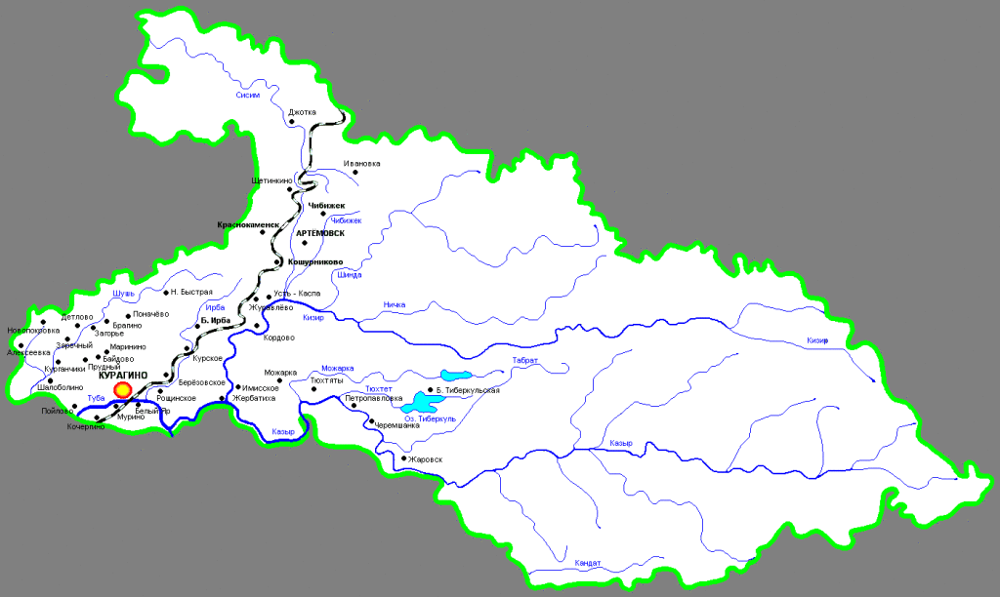 Сисим
Джотка
Ивановка
Щетинкино
Чибижек
Чибижек
Краснокаменск
АРТЁМОВСК
Кошурниково
Шинда
Шушь
Н. Быстрая
Усть - Каспа
Ирба
Журавлёво
Ничка
Поначёво
Детлово
Кизир
Б. Ирба
Брагино
Новопокровка
Загорье
Кордово
Кизир
Заречный
Маринино
Алексеевка
Байдово
Курское
Табрат
Прудный
Курганчики
Можарка
Можарка
КУРАГИНО
Тюхтяты
Берёзовское
Шалоболино
Имисское
Тюхтет
Б. Тиберкульская
Туба
Рощинское
Жербатиха
Петропавловка
Пойлово
Белый Яр
Мурино
Оз. Тиберкуль
Черемшанка
Кочергино
Казыр
Казыр
Жаровск
Кандат